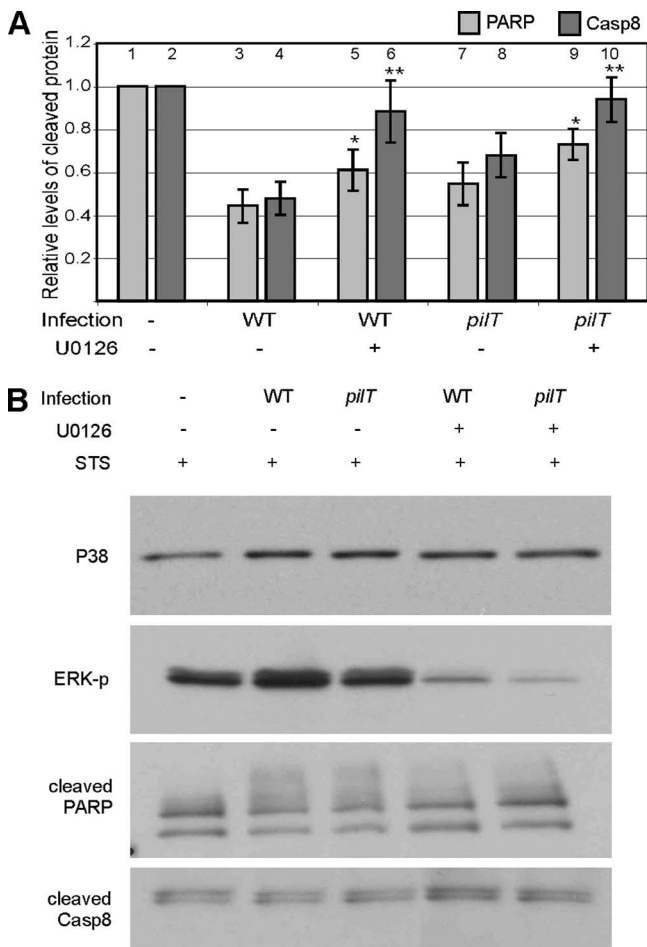 A
PARP Casp8
Relative levels of cleaved protein
1.2
1.0
0.8
0.6
0.4
0.2
1 2 3 4 5 6 7 8 9 10
* ** * **
Infection - WT WT pilT pilT
U0126 - - + - +
B
Infection - WT pilT WT pilT
U0126 - - - + +
STS + + + + +
P38
ERK-p
cleaved
PARP
cleaved
Casp8